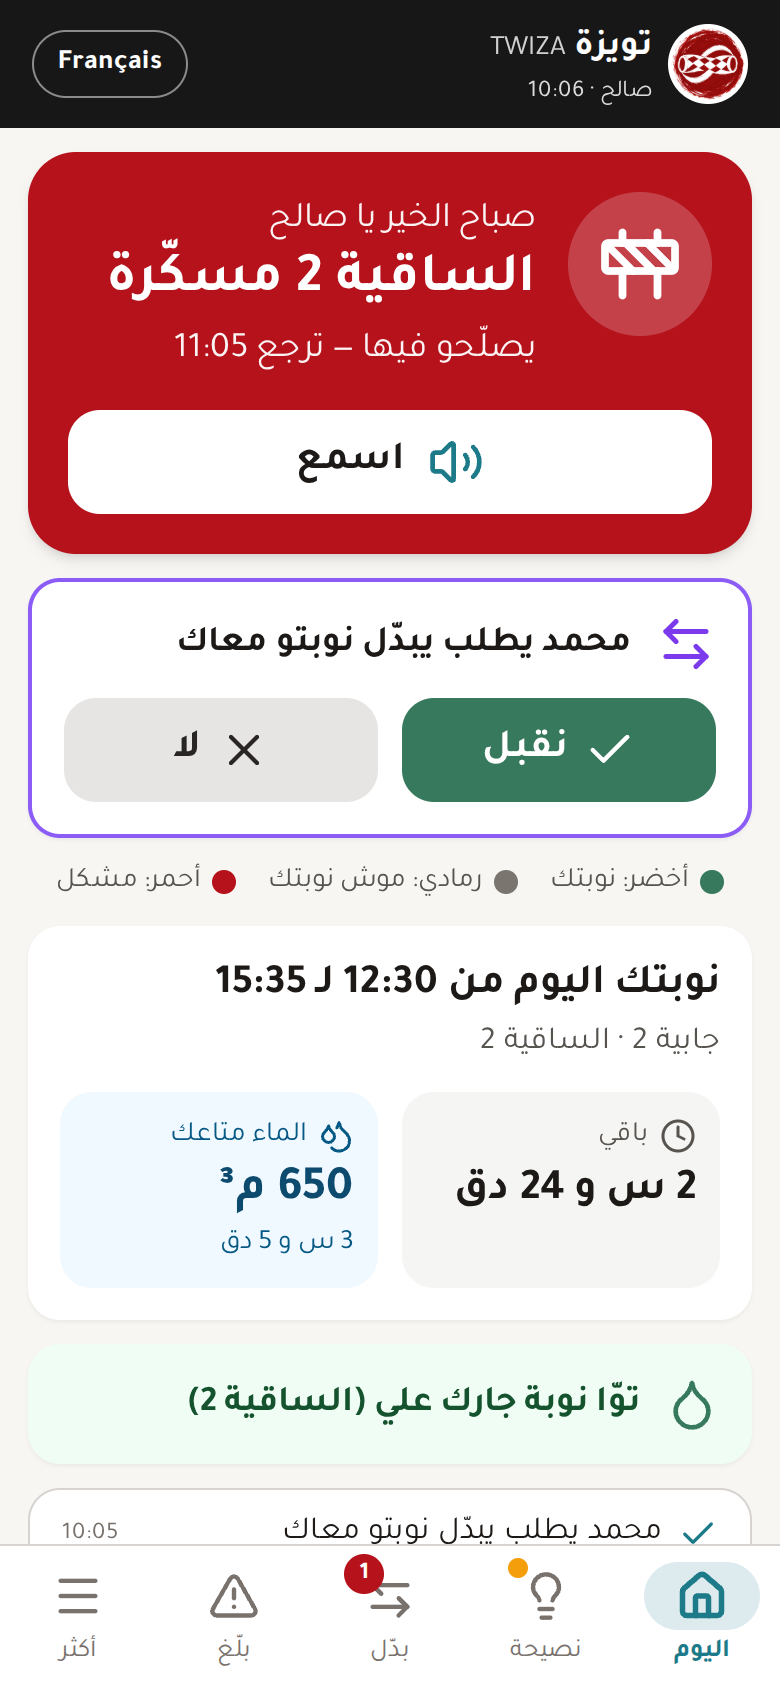 تويزة TWIZA
صالح · 10:06
Français
صباح الخير يا صالح
الساقية 2 مسكّرة
يصلّحو فيها – ترجع 11:05
اسمع
محمد يطلب يبدّل نوبتو معاك
نقبل
لا
أخضر: نوبتك
رمادي: موش نوبتك
أحمر: مشكل
نوبتك اليوم من 12:30 لـ 15:35
جابية 2 · الساقية 2
باقي
2 س و 24 دق
الماء متاعك
650 م³
3 س و 5 دق
توّا نوبة جارك علي (الساقية 2)
محمد يطلب يبدّل نوبتو معاك
10:05
اليوم
نصيحة
1
بدّل
بلّغ
أكثر